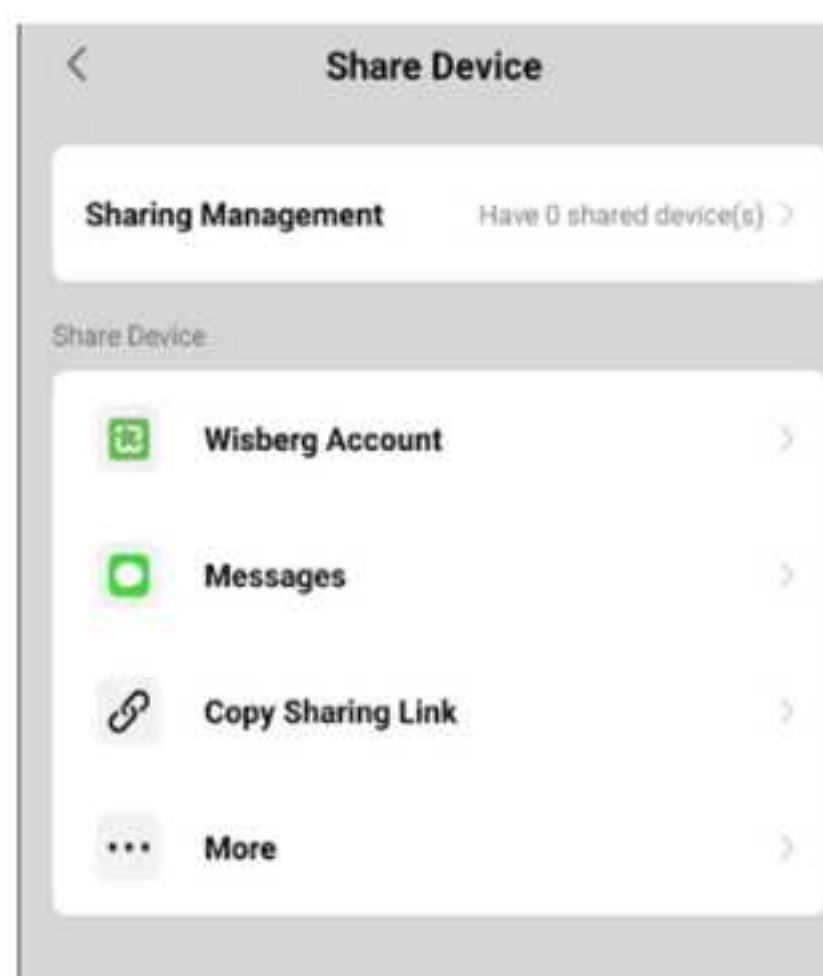 Share Device
Sharing Management Have 0 shared device(s)
Share Device
Wisberg Account
Messages
Copy Sharing Link
More